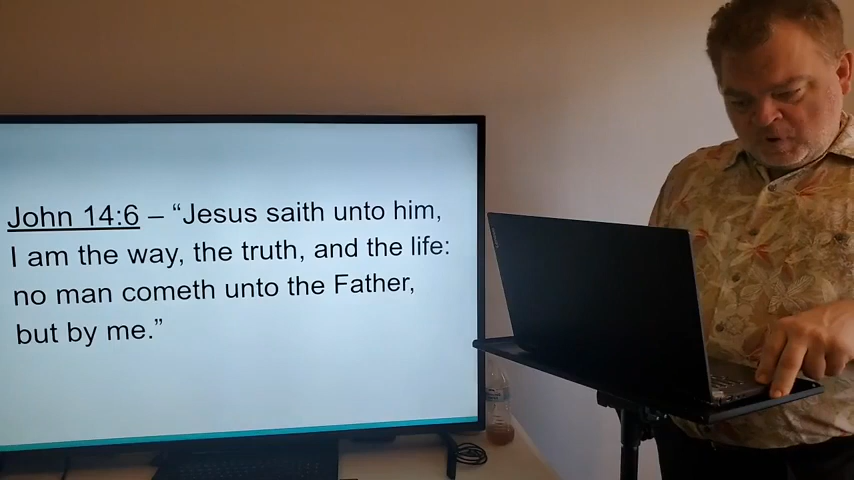 John 14:6 – “Jesus saith unto him,
I am the way, the truth, and the life:
no man cometh unto the Father,
but by me.”